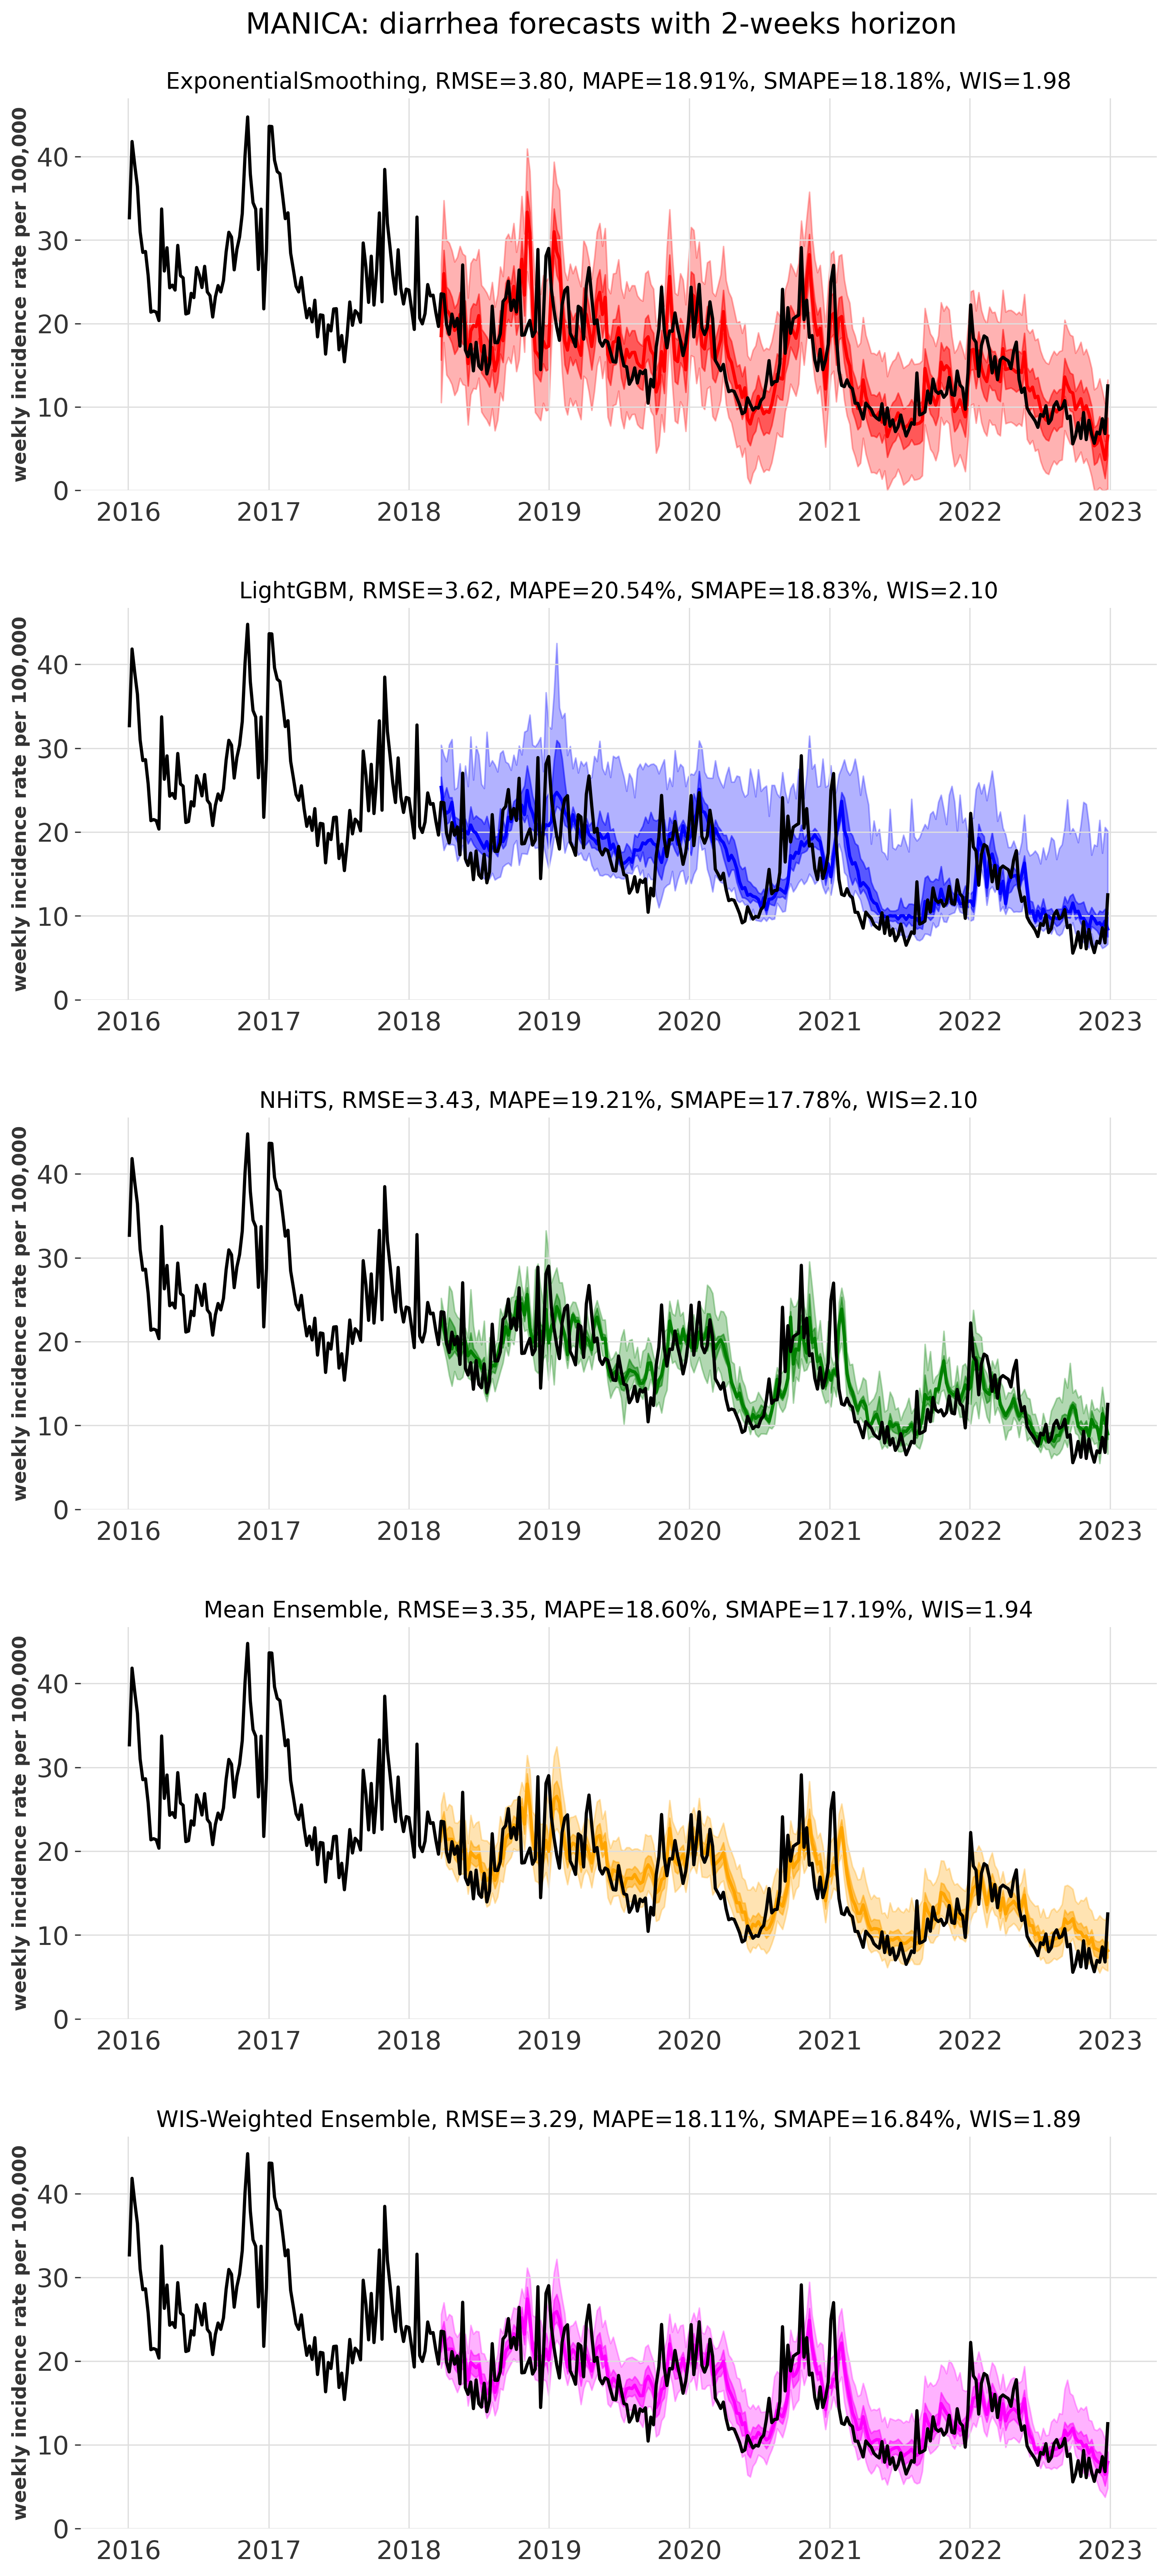 MANICA: diarrhea forecasts with 2-weeks horizon
ExponentialSmoothing, RMSE=3.80, MAPE=18.91%, SMAPE=18.18%, WIS=1.98
weekly incidence rate per 100,000
40
30
20
10
0
2016 2017 2018 2019 2020 2021 2022 2023
LightGBM, RMSE=3.62, MAPE=20.54%, SMAPE=18.83%, WIS=2.10
weekly incidence rate per 100,000
40
30
20
10
0
2016 2017 2018 2019 2020 2021 2022 2023
NHiTS, RMSE=3.43, MAPE=19.21%, SMAPE=17.78%, WIS=2.10
weekly incidence rate per 100,000
40
30
20
10
0
2016 2017 2018 2019 2020 2021 2022 2023
Mean Ensemble, RMSE=3.35, MAPE=18.60%, SMAPE=17.19%, WIS=1.94
weekly incidence rate per 100,000
40
30
20
10
0
2016 2017 2018 2019 2020 2021 2022 2023
WIS-Weighted Ensemble, RMSE=3.29, MAPE=18.11%, SMAPE=16.84%, WIS=1.89
weekly incidence rate per 100,000
40
30
20
10
0
2016 2017 2018 2019 2020 2021 2022 2023